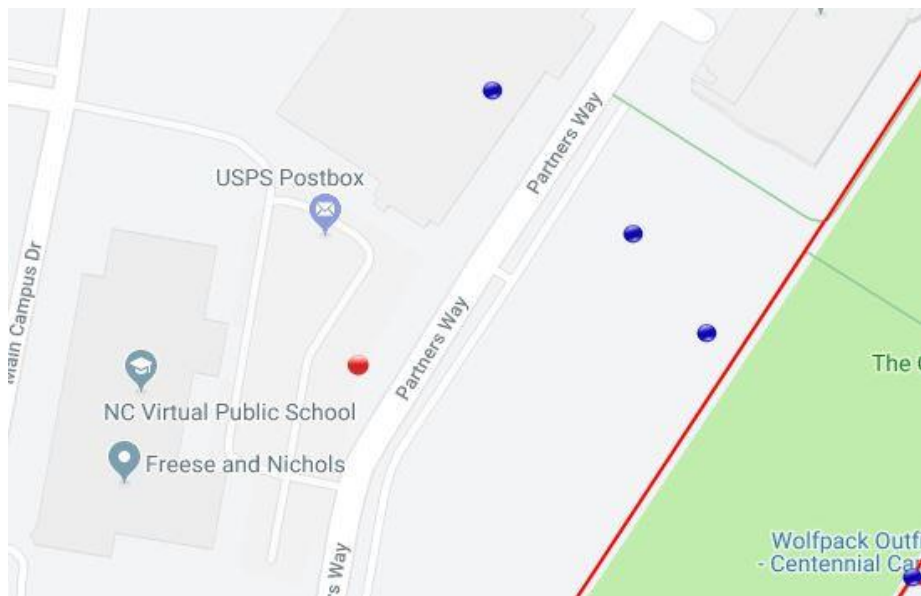 Partners Way
USPS Postbox
Main Campus Dr
Partners Way
The
NC Virtual Public School
Freese and Nichols
Wolfpack Outf
- Centennial Ca
s Way